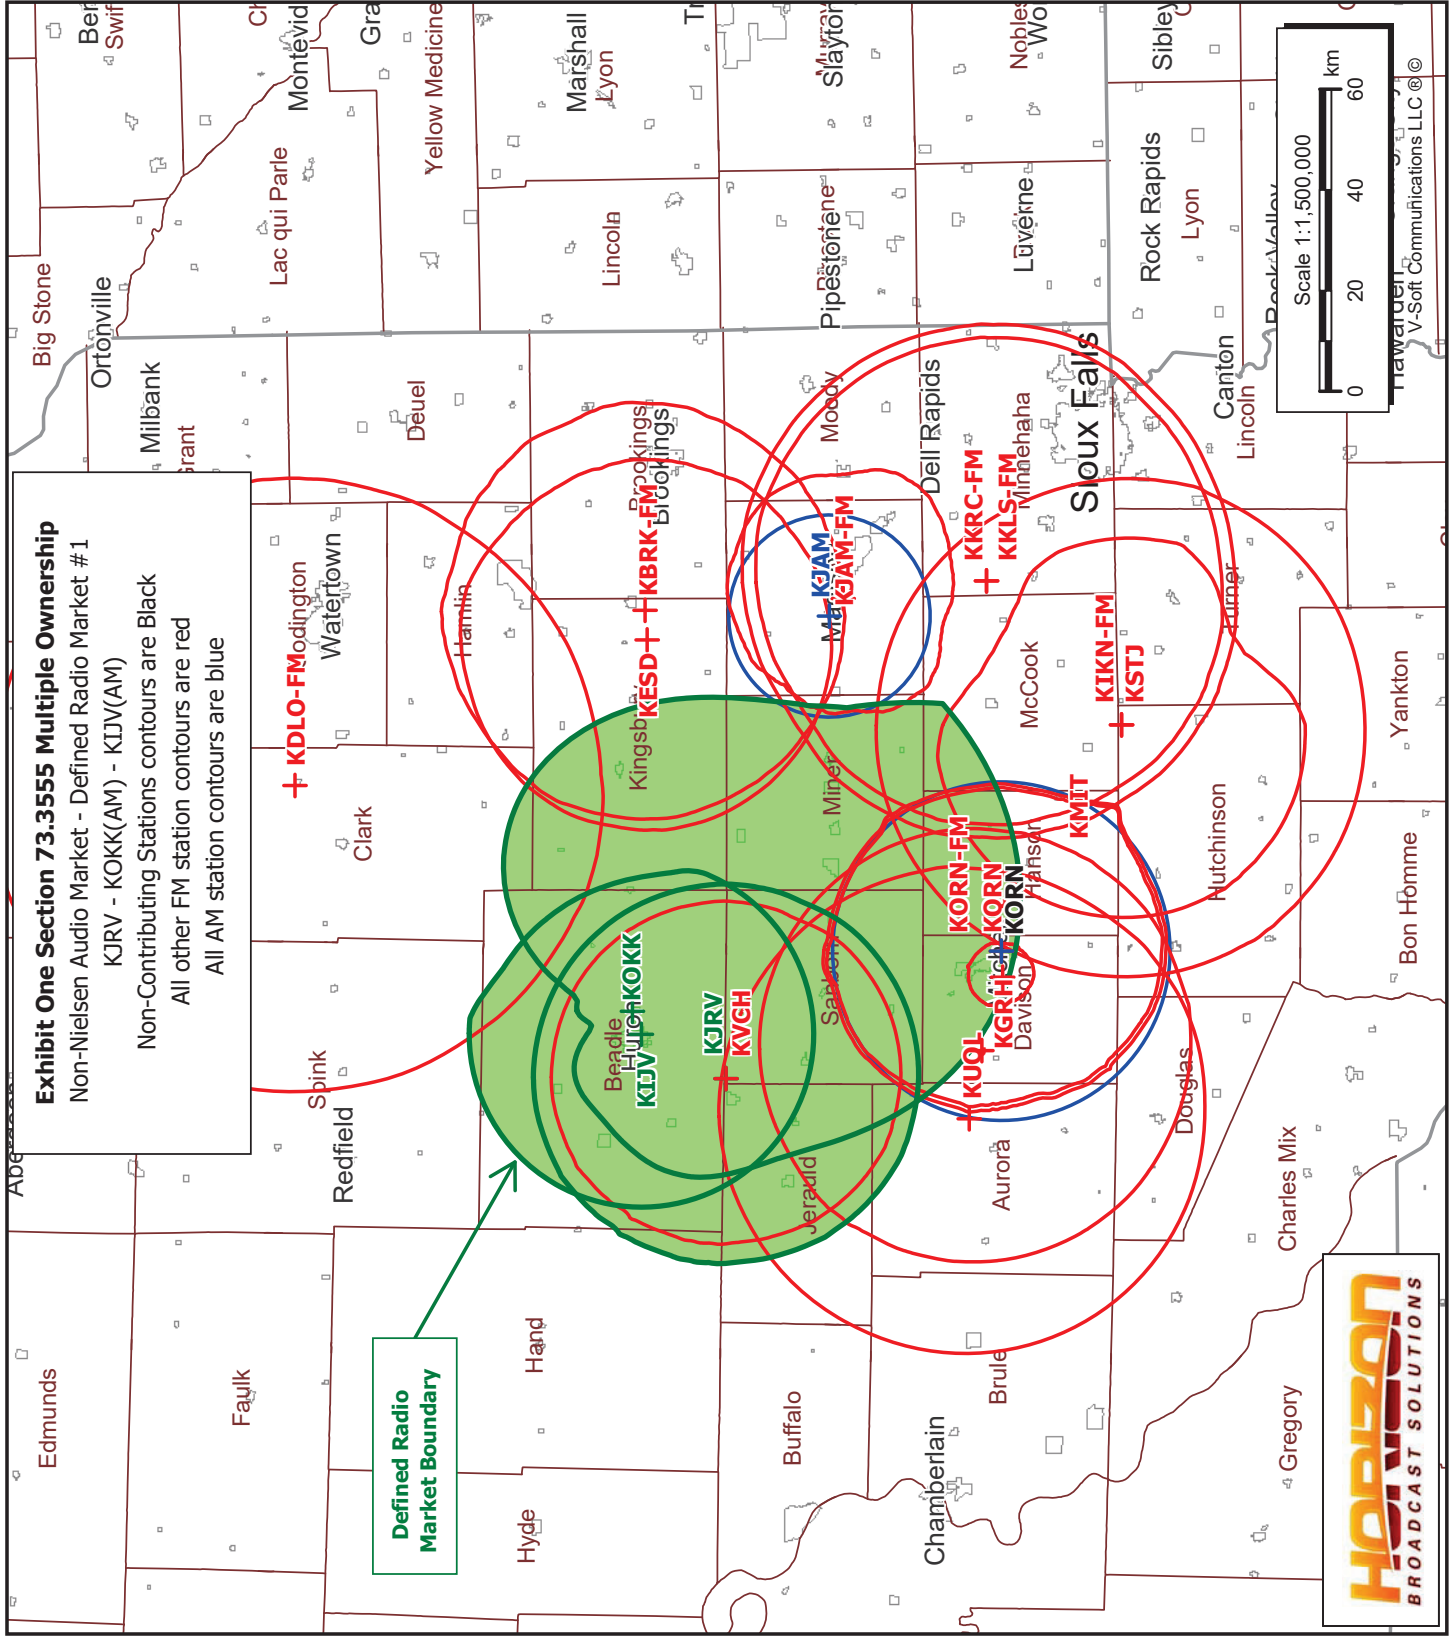 Exhibit One Section 73.3555 Multiple Ownership
Non-Nielsen Audio Market - Defined Radio Market #1
KJRV - KOKK(AM) - KIJV(AM)
Non-Contributing Stations contours are Black
All other FM station contours are red
All AM station contours are blue
Defined Radio
Market Boundary
Edmunds
Faulk
Hyde
Hand
Buffalo
Brule
Chamberlain
Gregory
Charles Mix
Redfield
Spink
Clark
Watertown
KDLO-FM
Hamlin
Deuel
Milbank
Ortonville
Big Stone
Lac qui Parle
Yellow Medicine
Marshall
Lyon
Lincoln
Pipestone
Slayton
Luverne
Rock Rapids
Lyon
Sibley
Brookings
Brookings
KBRK-FM
KESD
Moody
Dell Rapids
Minnehaha
Sioux Falls
Canton
Lincoln
KJAM
KJAM-FM
KKRC-FM
KKLS-FM
KIKN-FM
KSTJ
McCook
Turner
Yankton
Hutchinson
Bon Homme
Miner
KMIT
Hanson
KORN-FM
KQRN
KORN
KGRH
KUQL
Davison
Douglas
Aurora
Jerauld
Beadle
Huron
KIJV
KOKK
KJRV
KVCH
Scale 1:1,500,000
0 20 40 60 km
V-Soft Communications LLC ® ©
HORIZON
BROADCAST SOLUTIONS